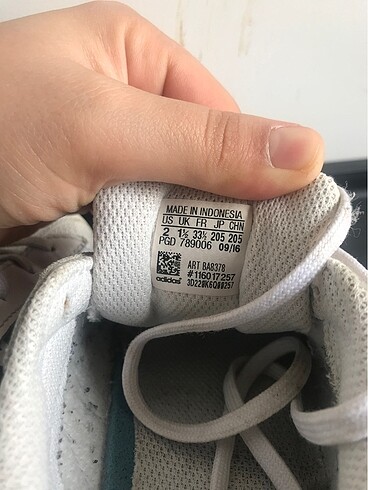 MADE IN INDONESIA
US UK FR JP CHN
2 1½ 33½ 205 205
PGD 789006 09/16
ART BA8378
#116017257
adidas